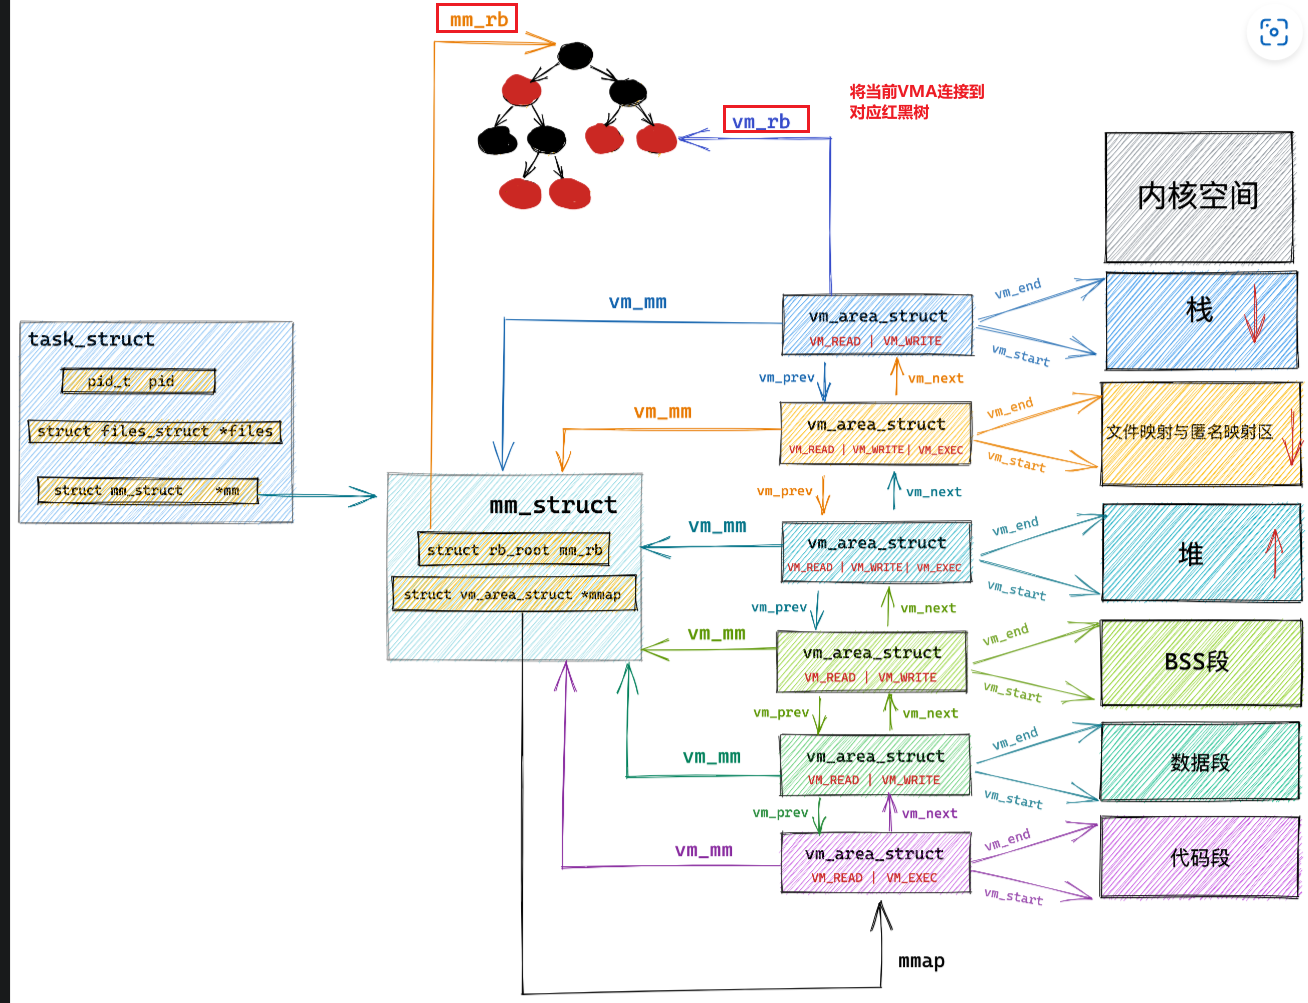 mm_rb
将当前VMA连接到
对应红黑树
vm_rb
内核空间
vm_mm
vm_area_struct
VM_READ | VM_WRITE
vm_end
vm_start
栈
task_struct
pid_t pid
struct files_struct *files
struct mm_struct *mm
vm_prev
vm_next
vm_mm
vm_area_struct
VM_READ | VM_WRITE| VM_EXEC
vm_end
vm_start
文件映射与匿名映射区
vm_prev
vm_next
mm_struct
struct rb_root mm_rb
struct vm_area_struct *mmap
vm_mm
vm_area_struct
VM_READ | VM_WRITE| VM_EXEC
vm_end
vm_start
堆
vm_prev
vm_next
vm_mm
vm_area_struct
VM_READ | VM_WRITE
vm_end
vm_start
BSS段
vm_prev
vm_next
vm_mm
vm_area_struct
VM_READ | VM_WRITE
vm_end
vm_start
数据段
vm_prev
vm_next
vm_mm
vm_area_struct
VM_READ | VM_EXEC
vm_end
vm_start
代码段
mmap